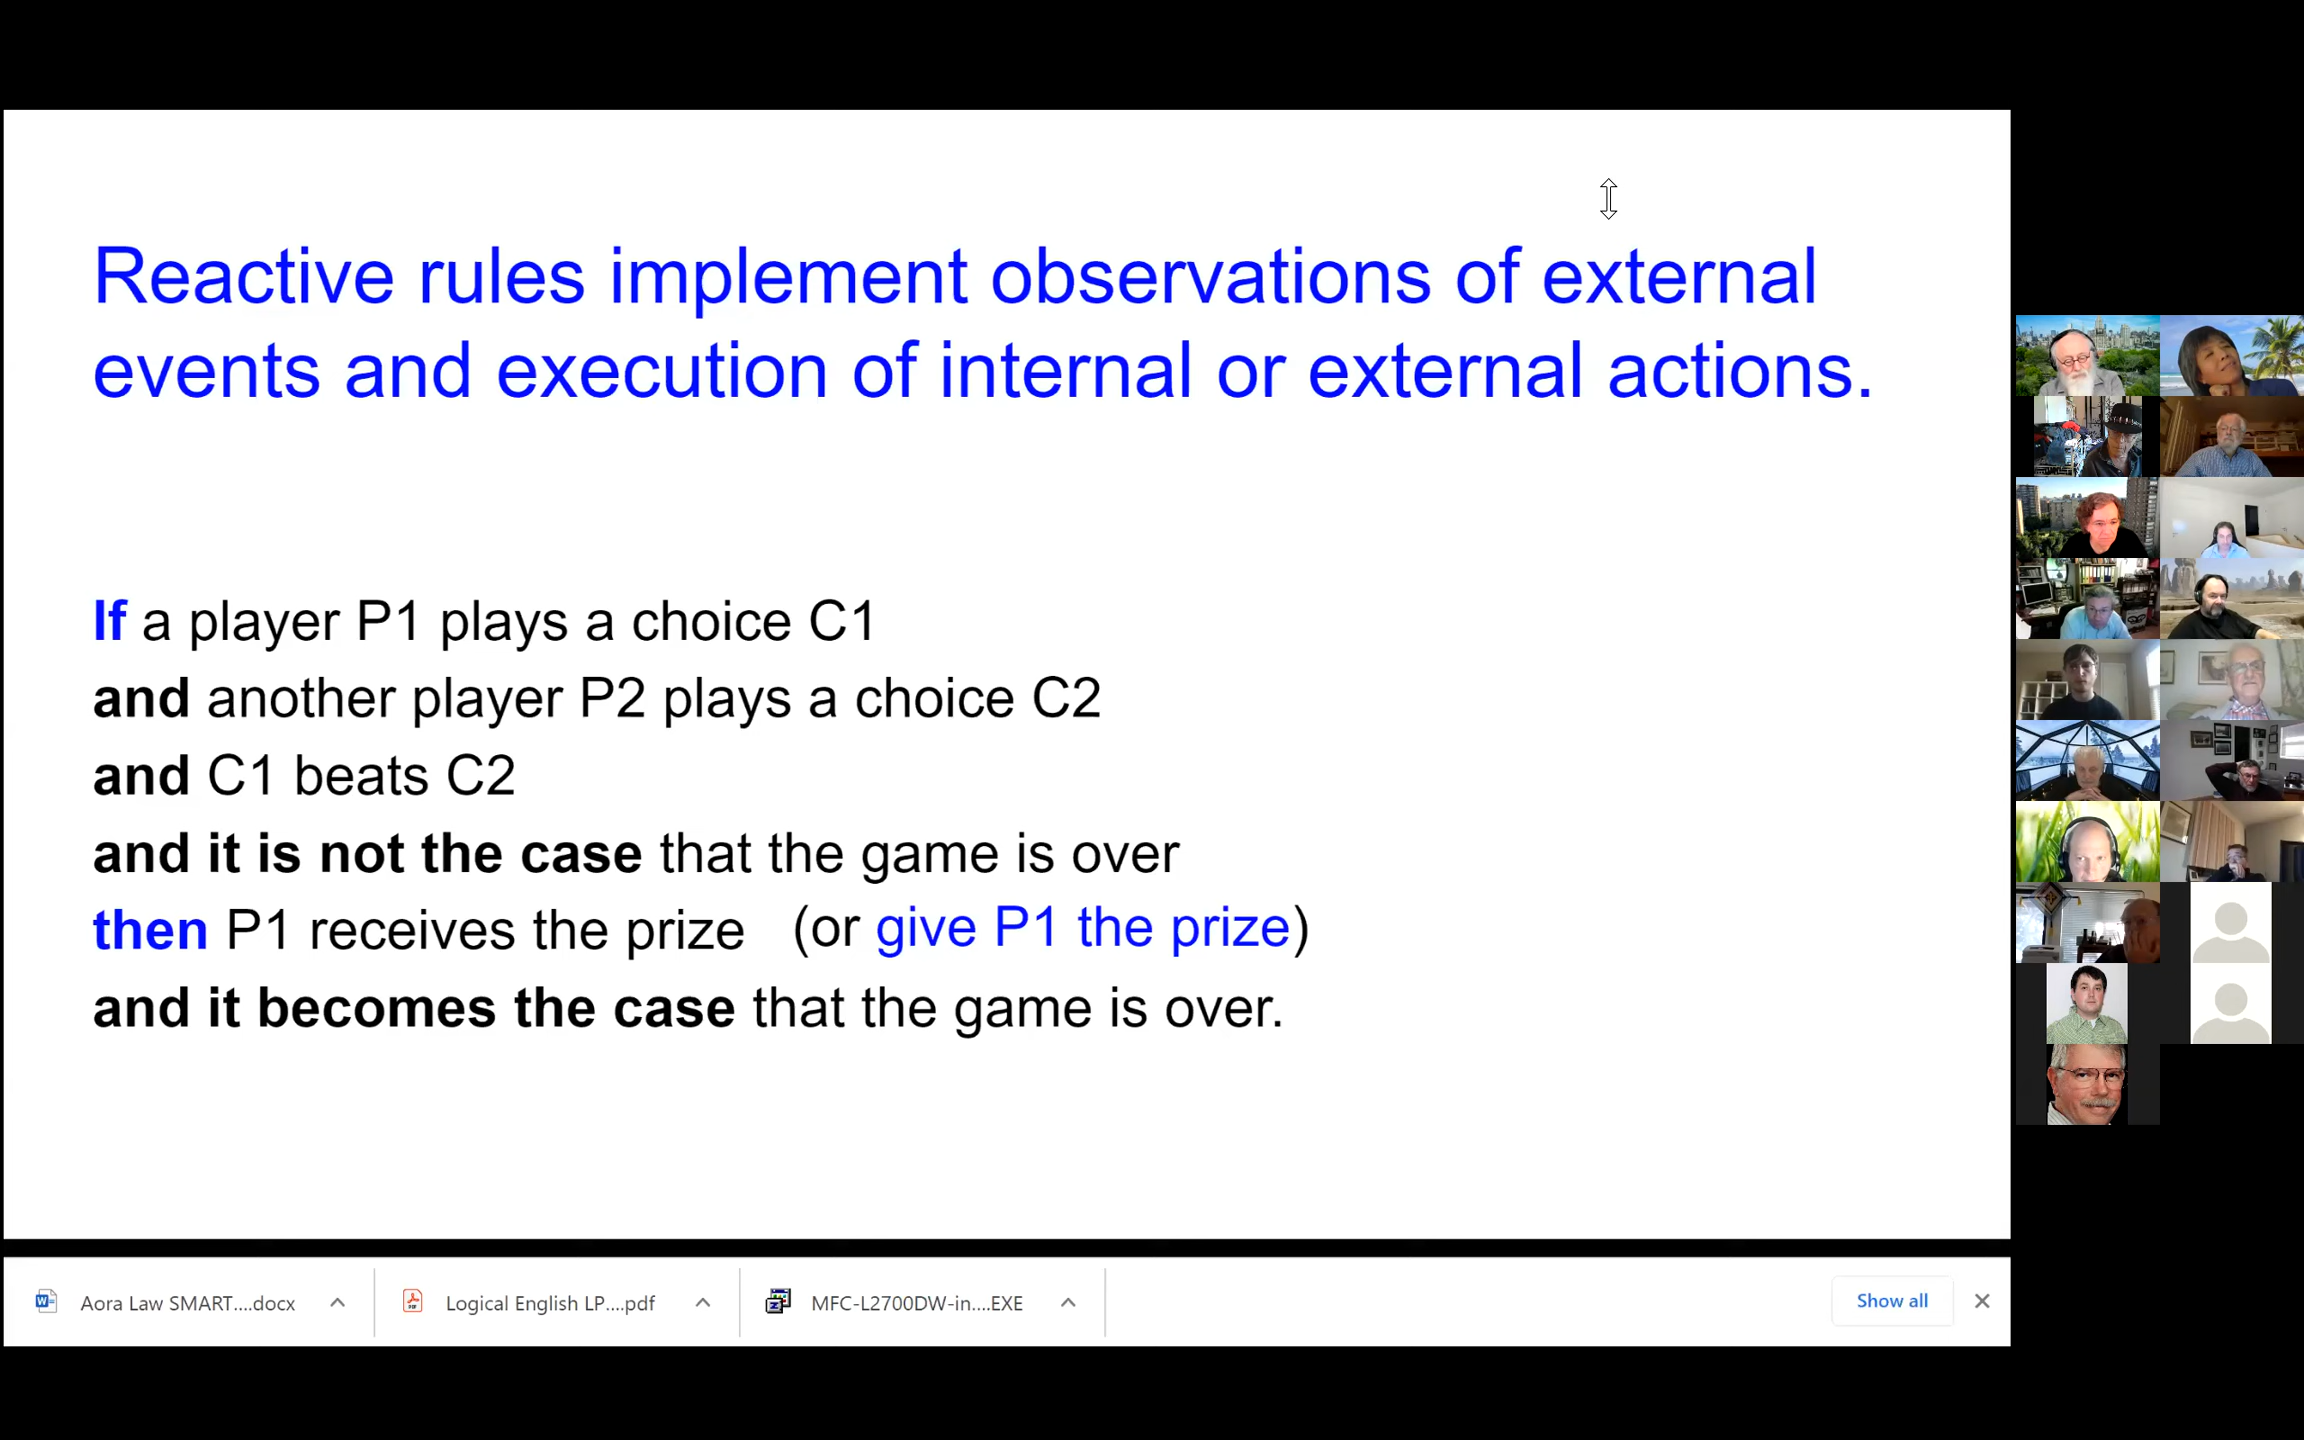 Reactive rules implement observations of external
events and execution of internal or external actions.
If a player P1 plays a choice C1
and another player P2 plays a choice C2
and C1 beats C2
and it is not the case that the game is over
then P1 receives the prize (or give P1 the prize)
and it becomes the case that the game is over.
Aora Law SMART....docx
Logical English LP....pdf
MFC-L2700DW-in....EXE
Show all